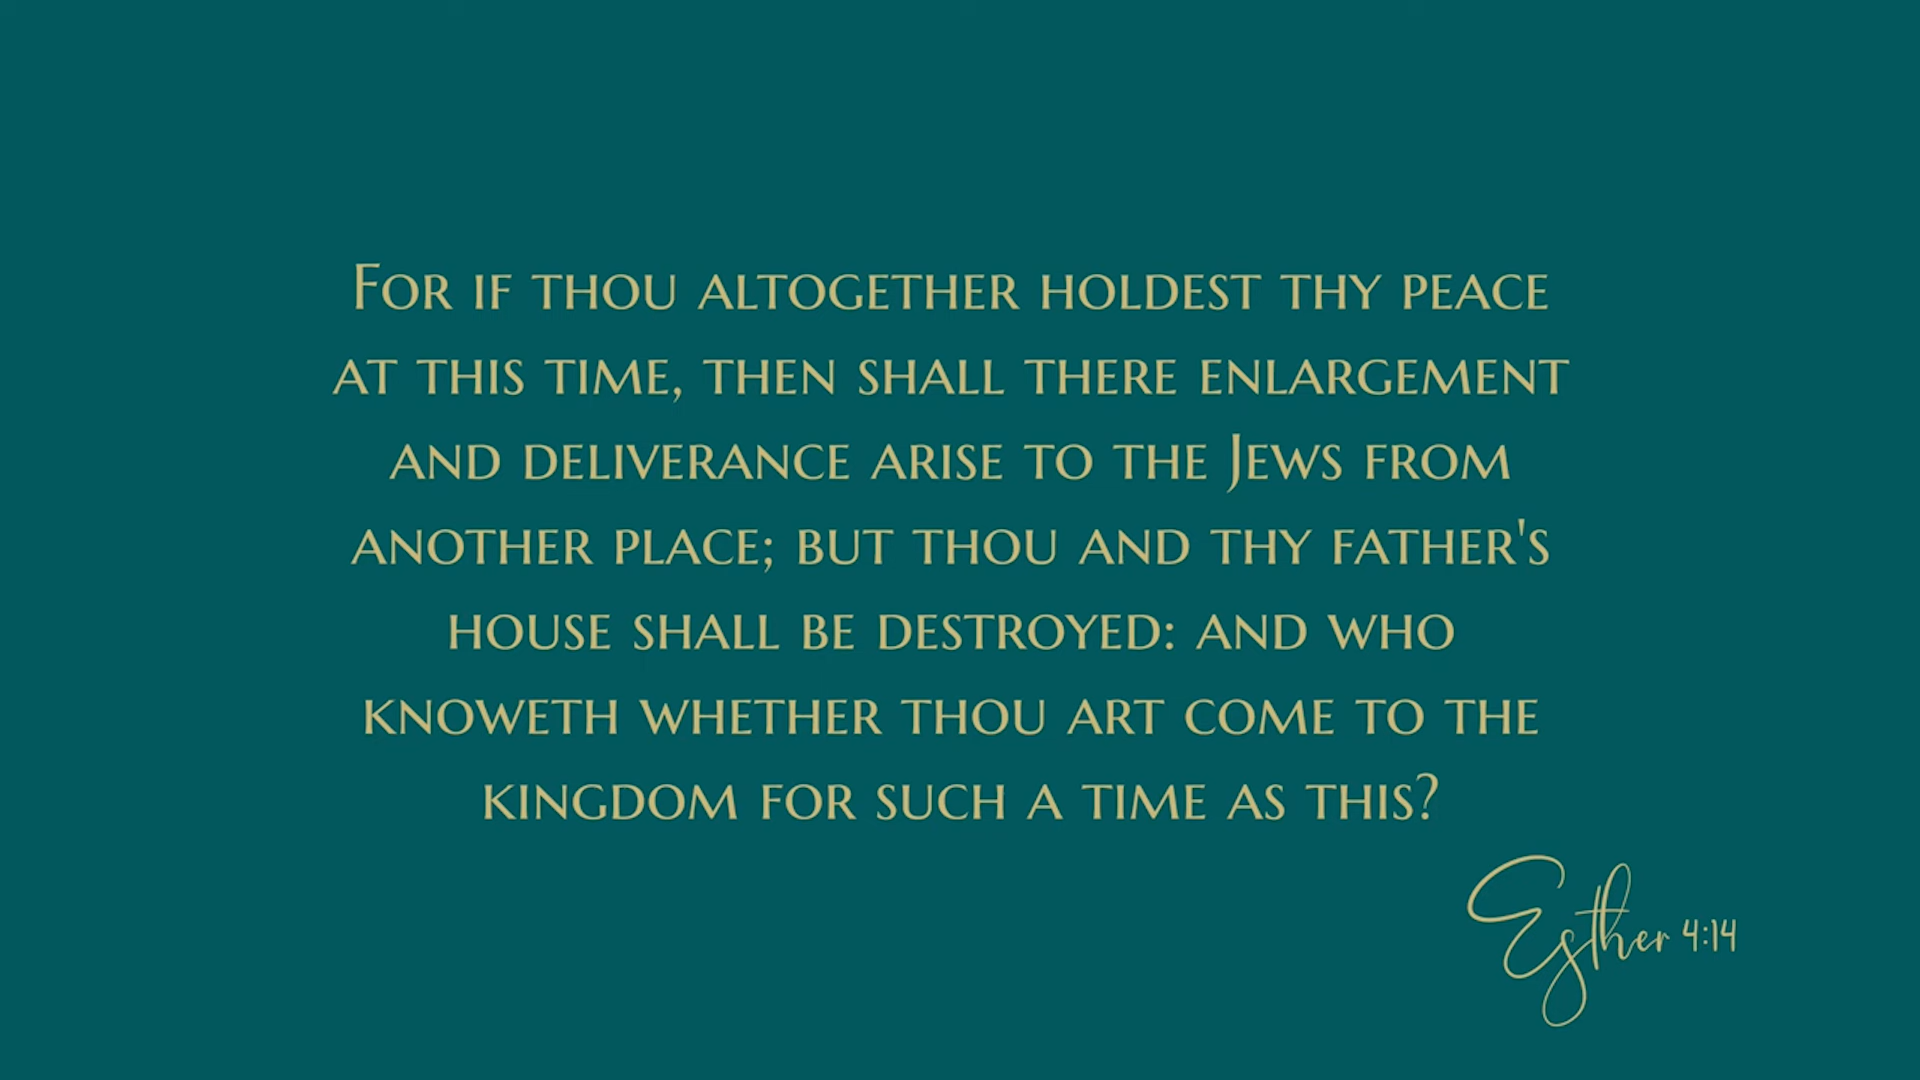 For if thou altogether holdest thy peace
at this time, then shall there enlargement
and deliverance arise to the Jews from
another place; but thou and thy father's
house shall be destroyed: and who
knoweth whether thou art come to the
kingdom for such a time as this?
Esther 4:14